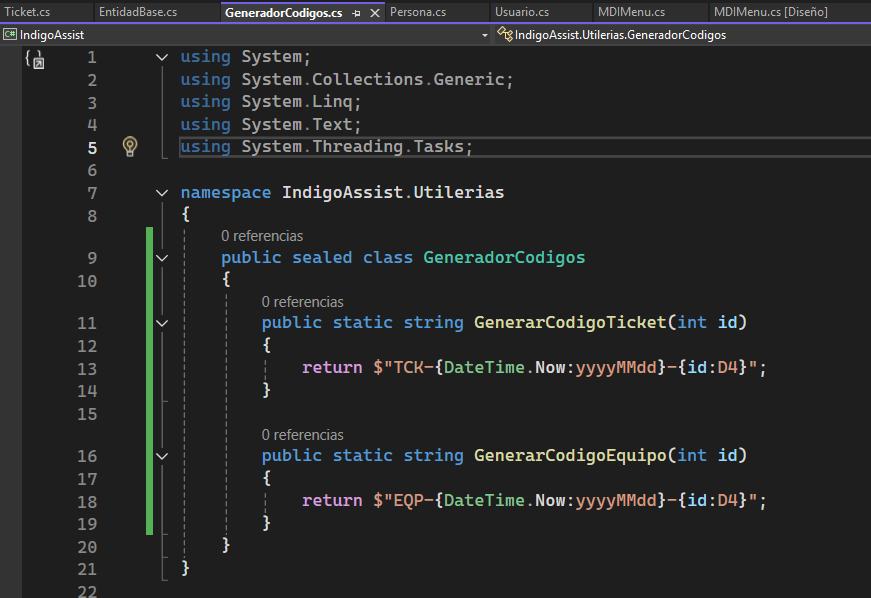 Ticket.cs EntidadBase.cs GeneradorCodigos.cs Persona.cs Usuario.cs MDIMenu.cs MDIMenu.cs [Diseño]
C# IndigoAssist IndigoAssist.Utilerias.GeneradorCodigos
1 using System;
2 using System.Collections.Generic;
3 using System.Linq;
4 using System.Text;
5 using System.Threading.Tasks;
6
7 namespace IndigoAssist.Utilerias
8 {
0 referencias
9 public sealed class GeneradorCodigos
10 {
0 referencias
11 public static string GenerarCodigoTicket(int id)
12 {
13 return $"TCK-{DateTime.Now:yyyyMMdd}-{id:D4}";
14 }
15
0 referencias
16 public static string GenerarCodigoEquipo(int id)
17 {
18 return $"EQP-{DateTime.Now:yyyyMMdd}-{id:D4}";
19 }
20 }
21 }
22